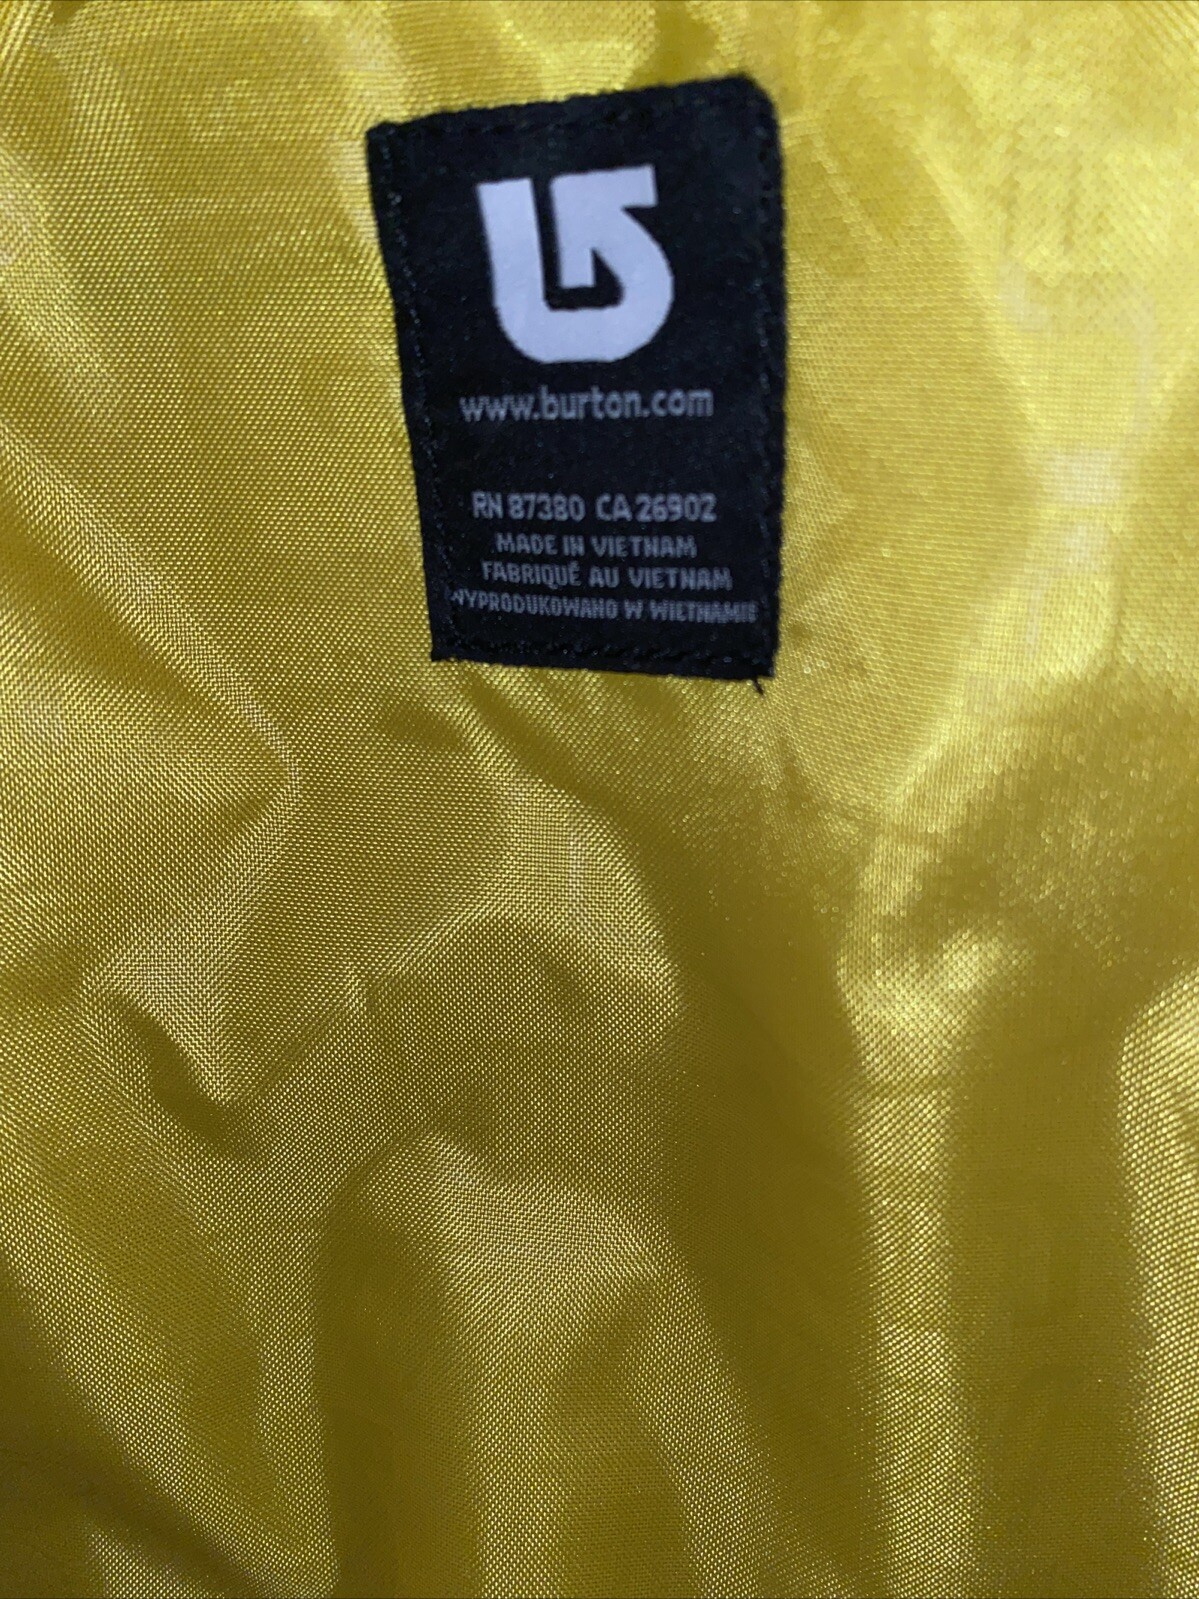 www.burton.com
RN 87380 CA 26902
MADE IN VIETNAM
FABRIQUÉ AU VIETNAM
WYPRODUKOWANO W WIETNAMIE